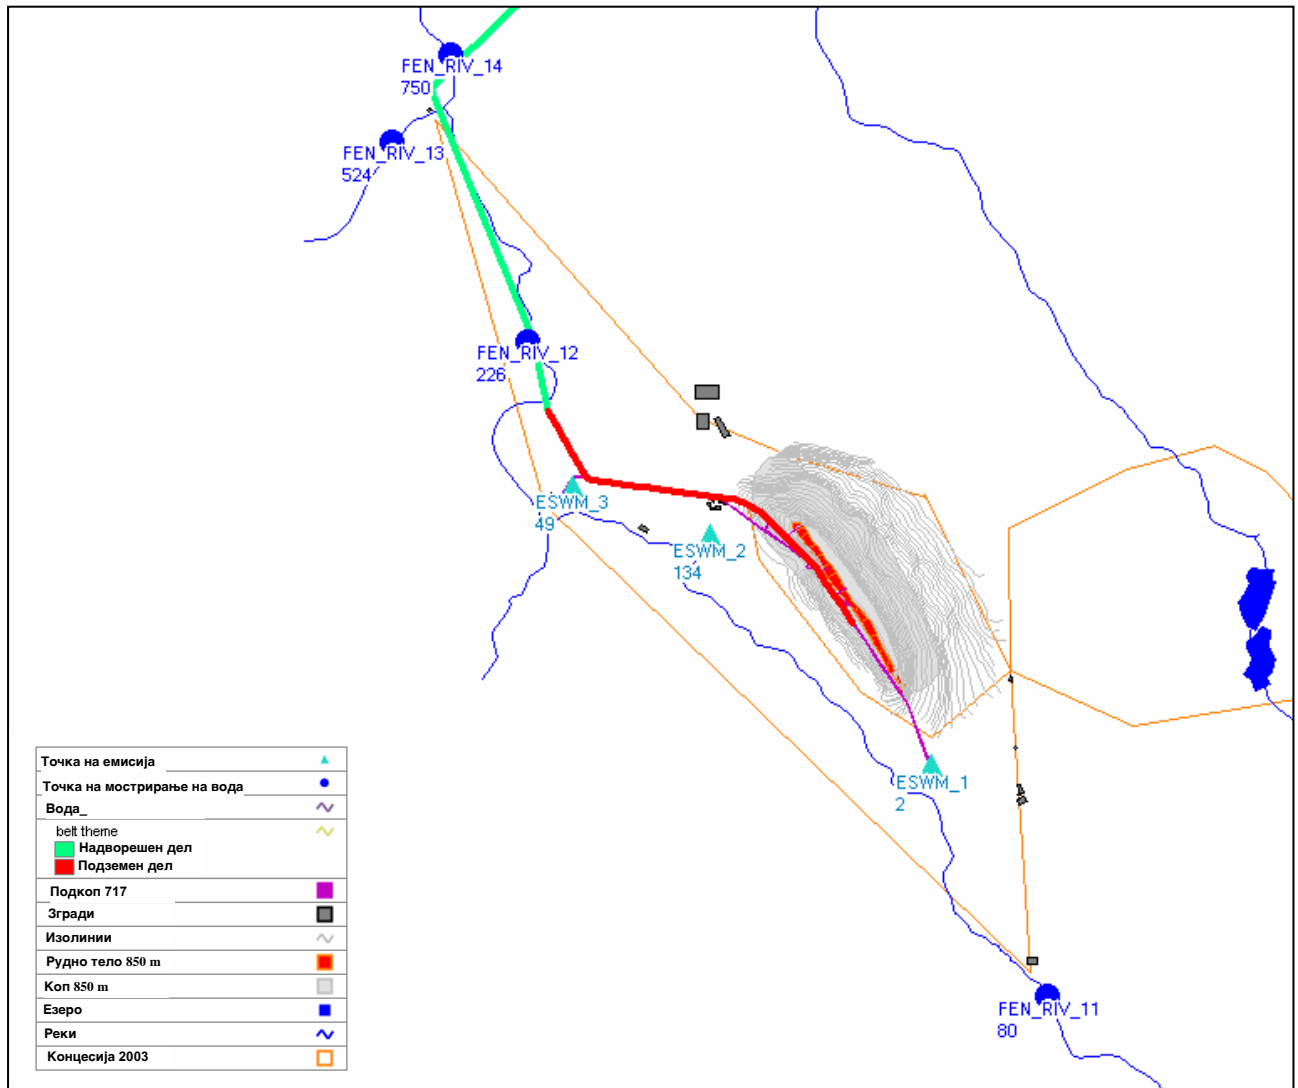 FEN_RIV_14
750
FEN_RIV_13
524
FEN_RIV_12
226
ESWM_3
49
ESWM_2
134
ESWM_1
2
FEN_RIV_11
80
Точка на емисија
Точка на мострирање на вода
Вода_
belt theme
Надворешен дел
Подземен дел
Подкоп 717
Згради
Изолинии
Рудно тело 850 m
Коп 850 m
Езеро
Реки
Концесија 2003